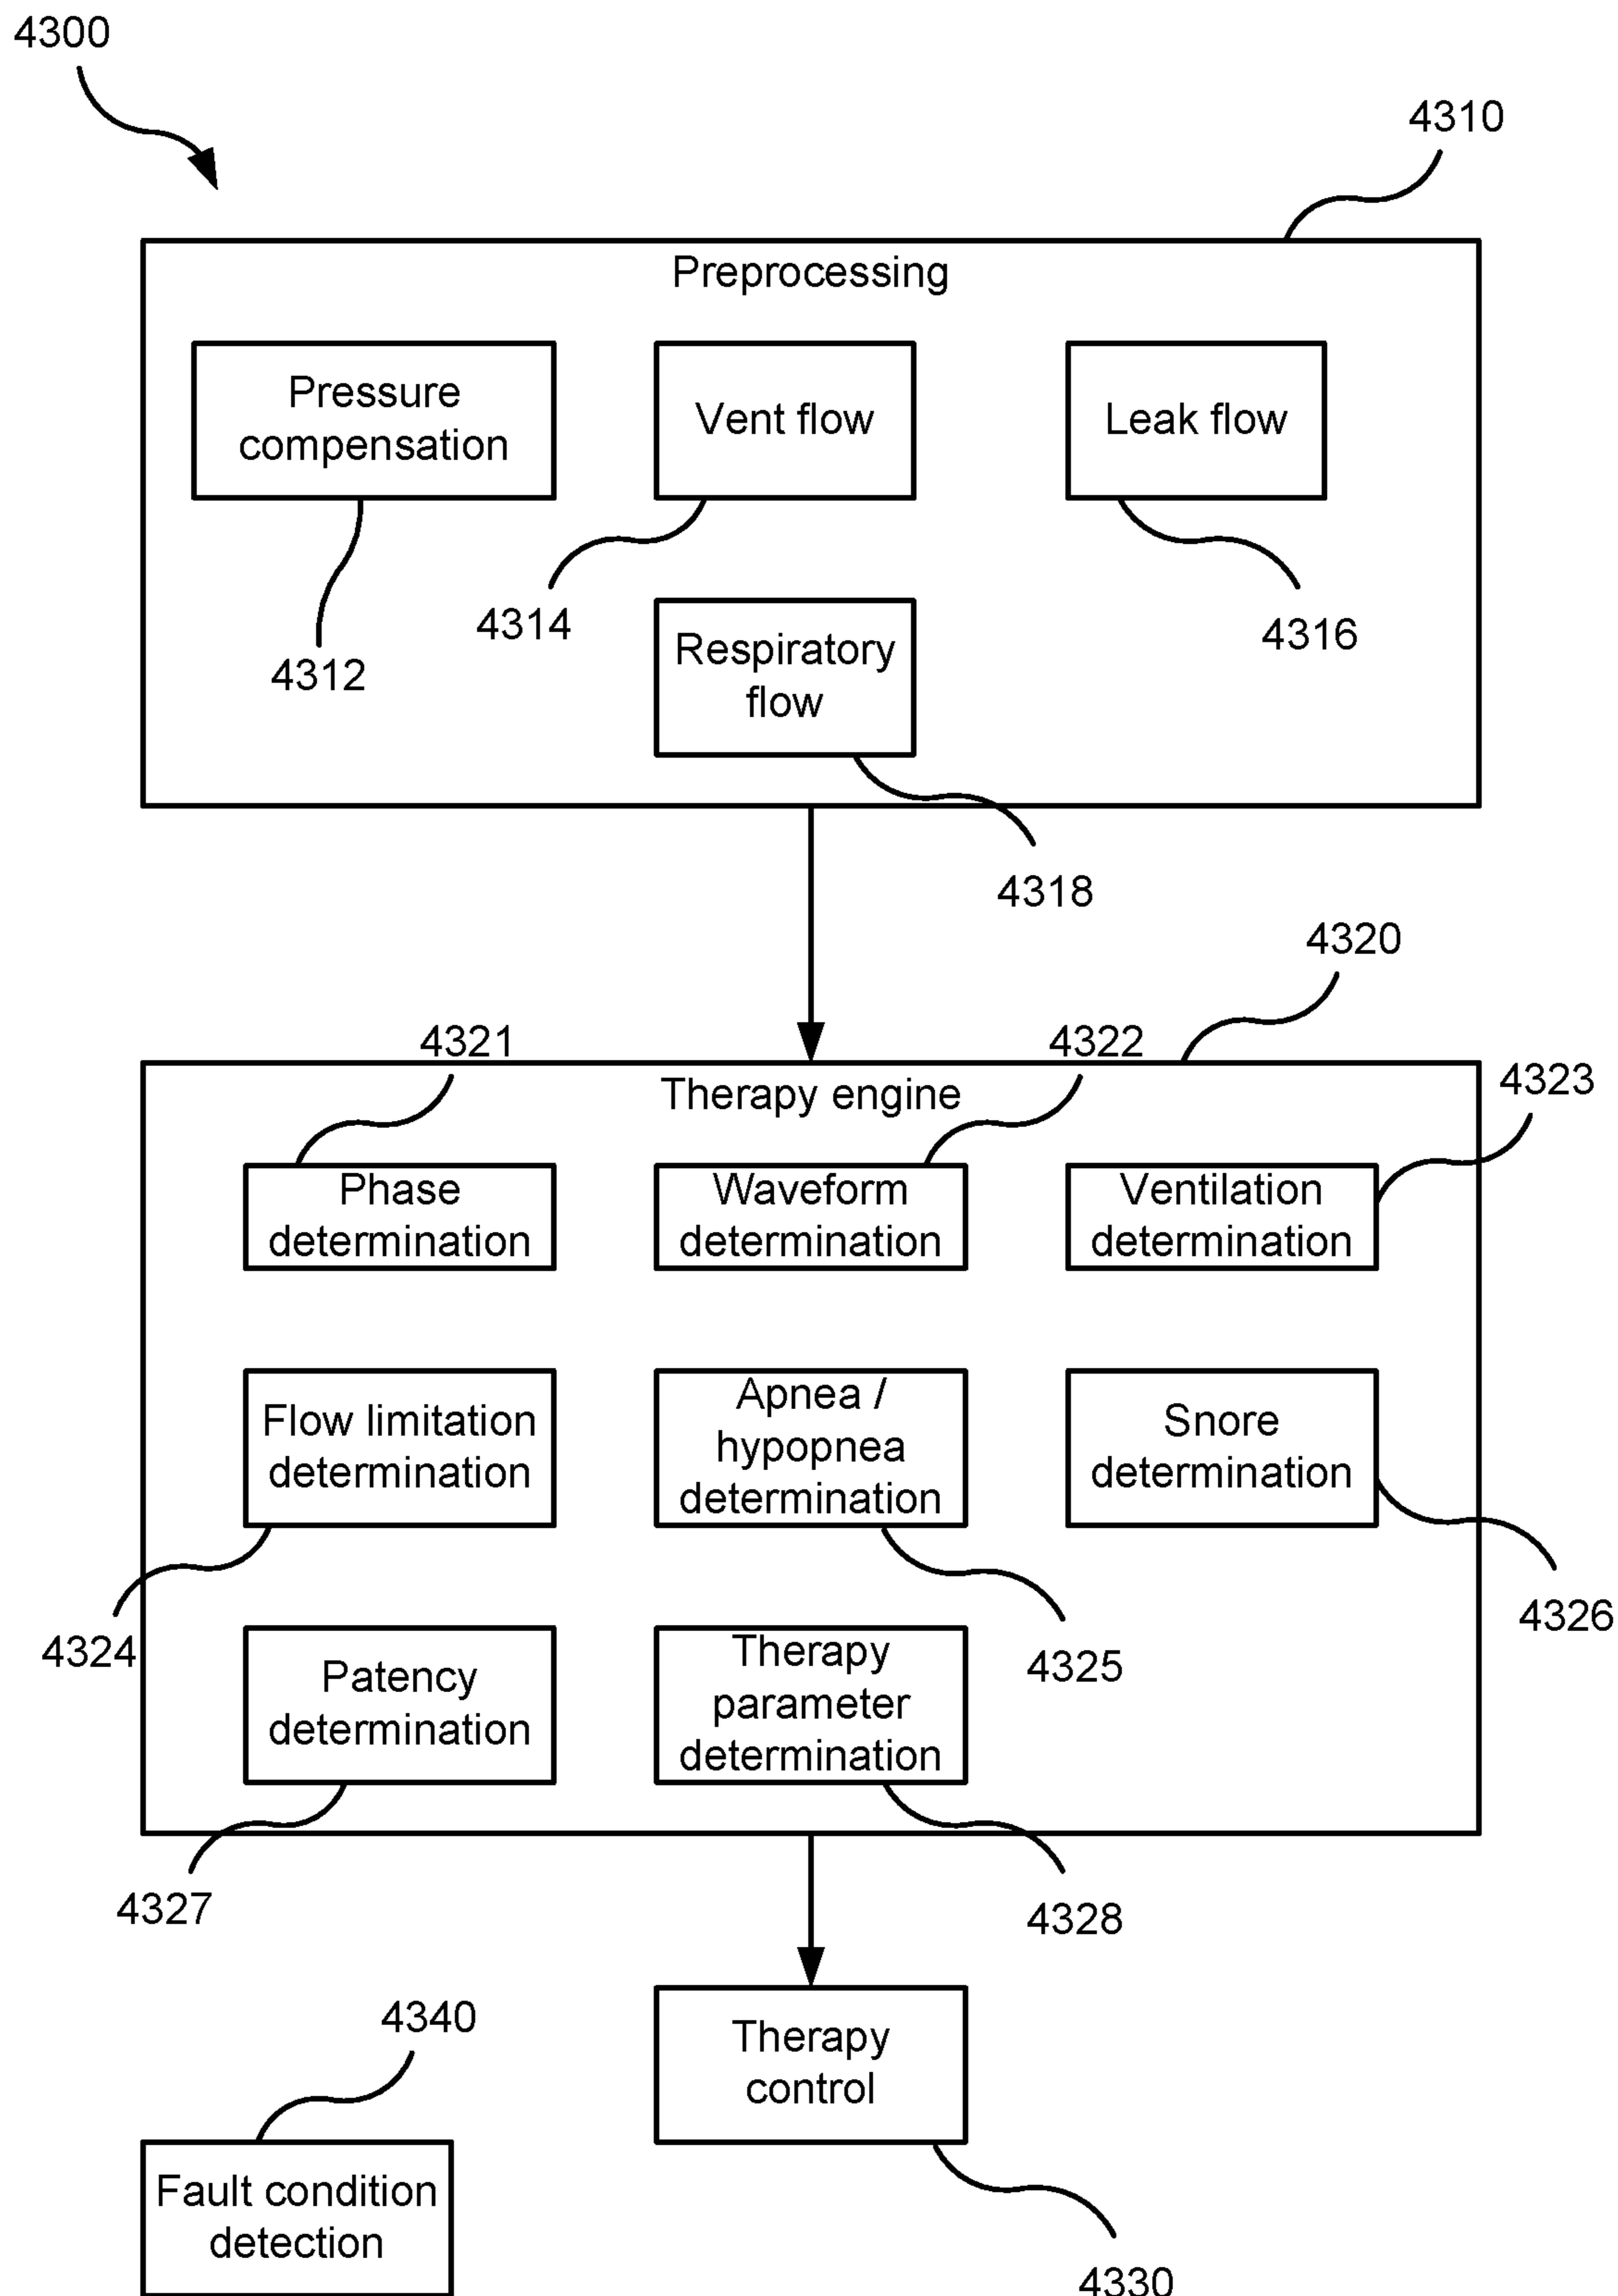 4300
4310
Preprocessing
Pressure
compensation
Vent flow
Leak flow
4312
4314
4316
Respiratory
flow
4318
4320
4321
4322
4323
Therapy engine
Phase
determination
Waveform
determination
Ventilation
determination
Flow limitation
determination
Apnea /
hypopnea
determination
Snore
determination
4324
4325
4326
Patency
determination
Therapy
parameter
determination
4327
4328
Therapy
control
4330
4340
Fault condition
detection